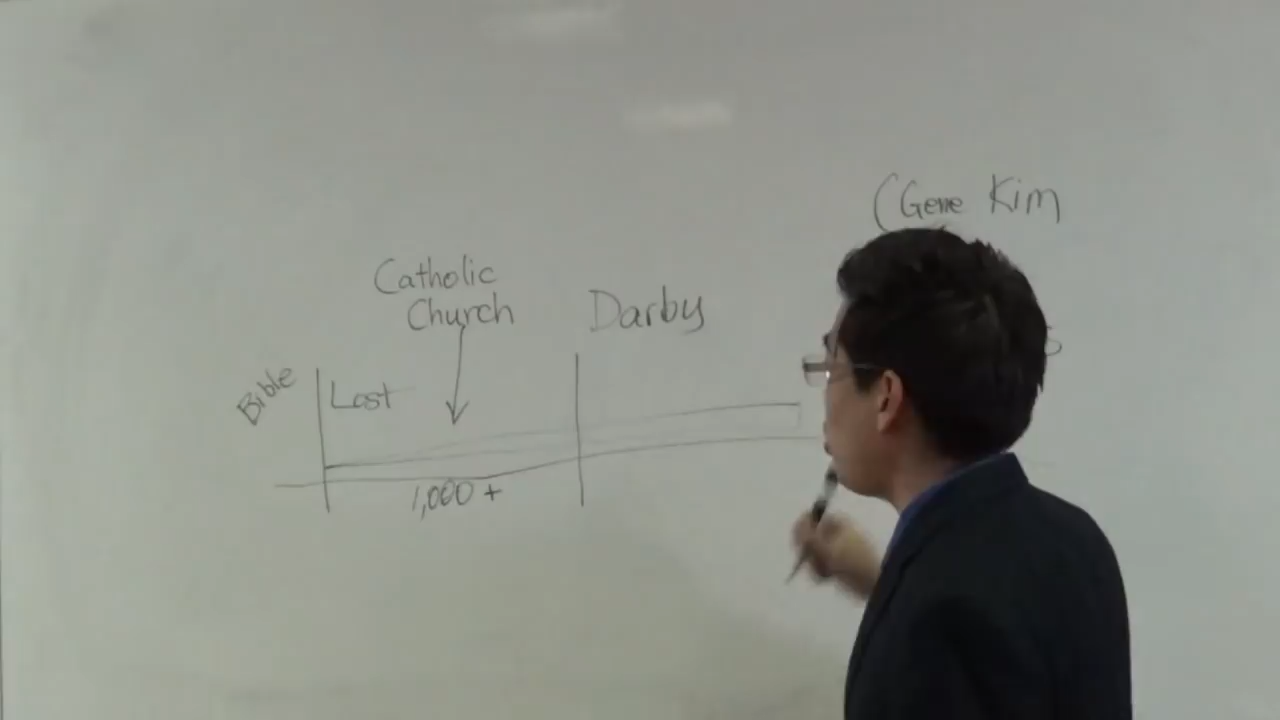 (Gene Kim
Catholic
Church
Darby
Bible
Lost
1,000 +